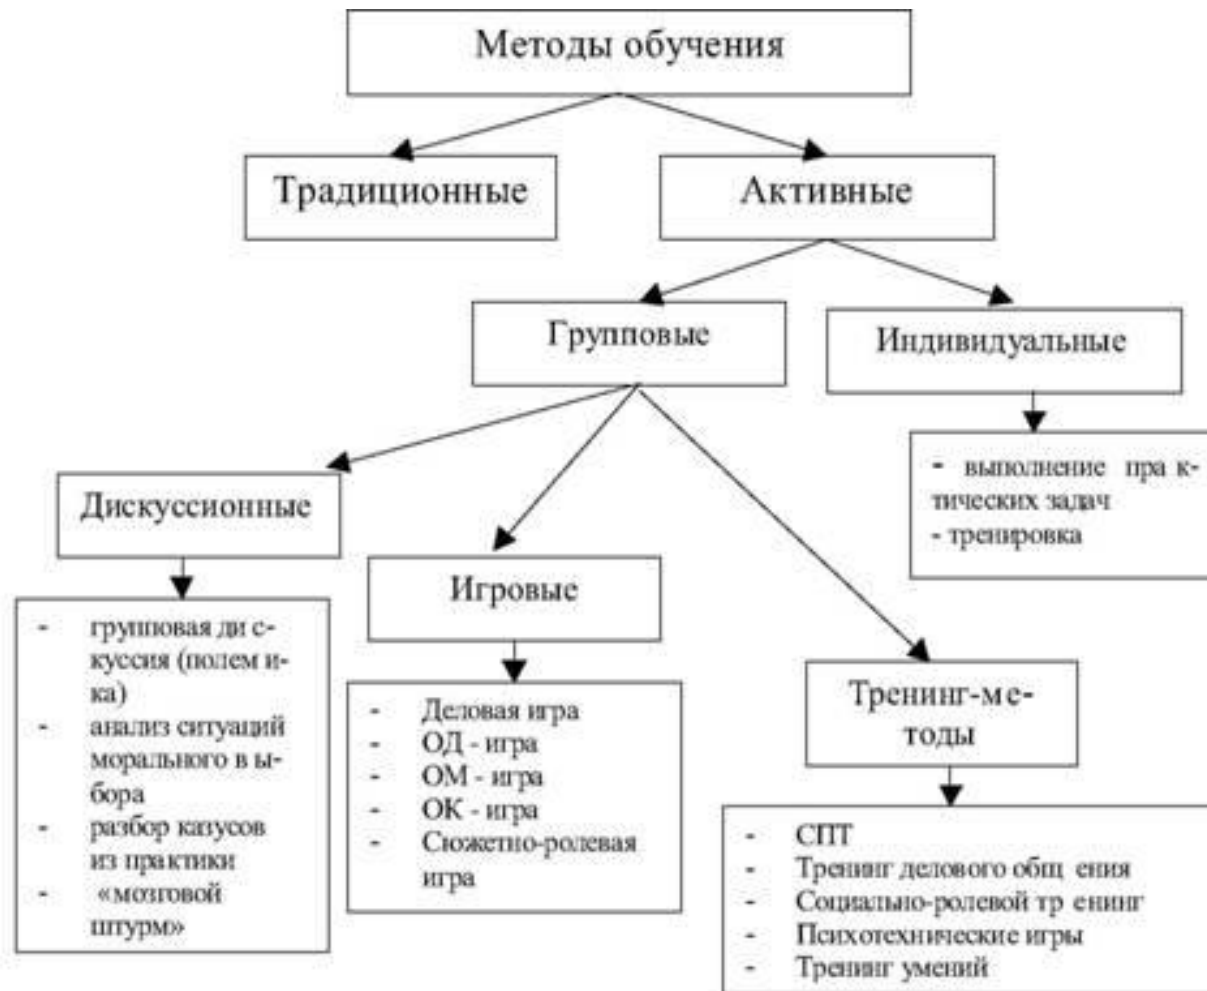 Методы обучения
Традиционные
Активные
Групповые
Индивидуальные
- выполнение пра к-
тических задач
- тренировка
Дискуссионные
- групповая ди с-
куссия (полем и-
ка)
- анализ ситуаций
морального в ы-
бора
- разбор казусов
из практики
- «мозговой
штурм»
Игровые
- Деловая игра
- ОД - игра
- ОМ - игра
- ОК - игра
- Сюжетно-ролевая
игра
Тренинг-ме-
тоды
- СПТ
- Тренинг делового общ ения
- Социально-ролевой тр енинг
- Психотехнические игры
- Тренинг умений